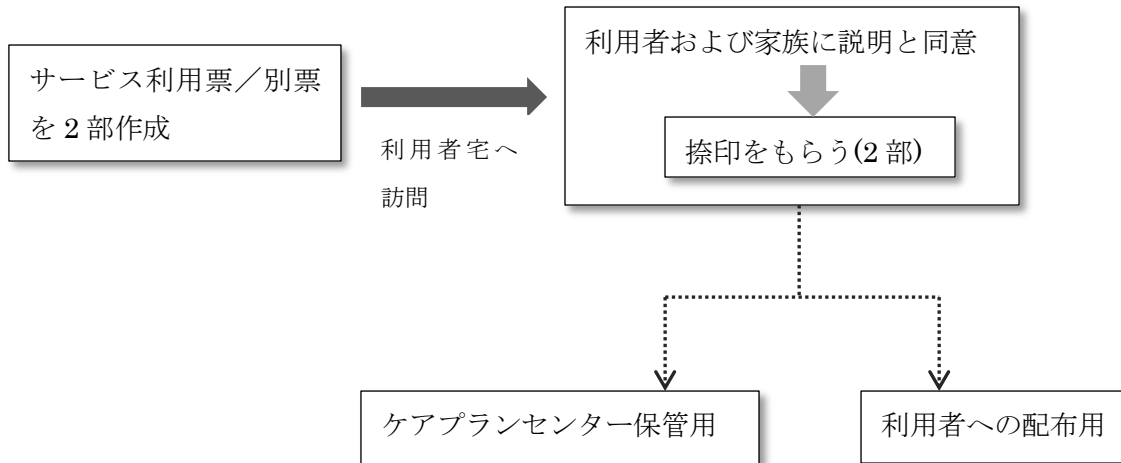 サービス利用票／別票
を2部作成
利用者宅へ
訪問
利用者および家族に説明と同意
捺印をもらう(2部)
ケアプランセンター保管用
利用者への配布用